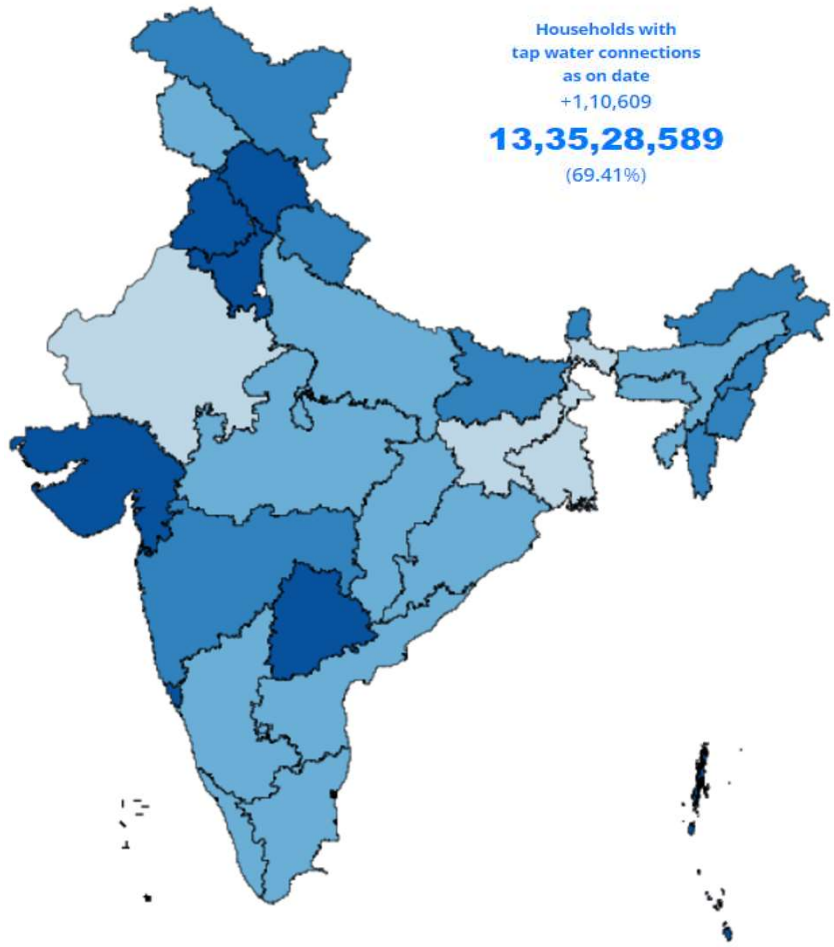 Households with
tap water connections
as on date
+1,10,609
13,35,28,589
(69.41%)